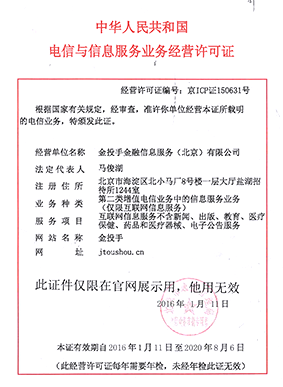 中华人民共和国
电信与信息服务业务经营许可证
经营许可证编号：京ICP证150631号
根据国家有关规定，经审查，准许你单位经营本证所载明
的电信业务，特颁发此证。
经营单位名称 金投手金融信息服务（北京）有限公司
法定代表人 马俊湖
注册住所 北京市海淀区北小马厂8号楼一层大厅盐湖招
待所1244室
业务种类 第二类增值电信业务中的信息服务业务
（仅限互联网信息服务）
服务项目 互联网信息服务不含新闻、出版、教育、医疗
保健、药品和医疗器械、电子公告服务
网站名称 金投手
网址 jtoushou.cn
此证件仅限在官网展示用，他用无效
2016年1月11日
本证有效期自2016年1月11日至2020年8月6日
（此经营许可证每年需要年检，未经年检此证无效）